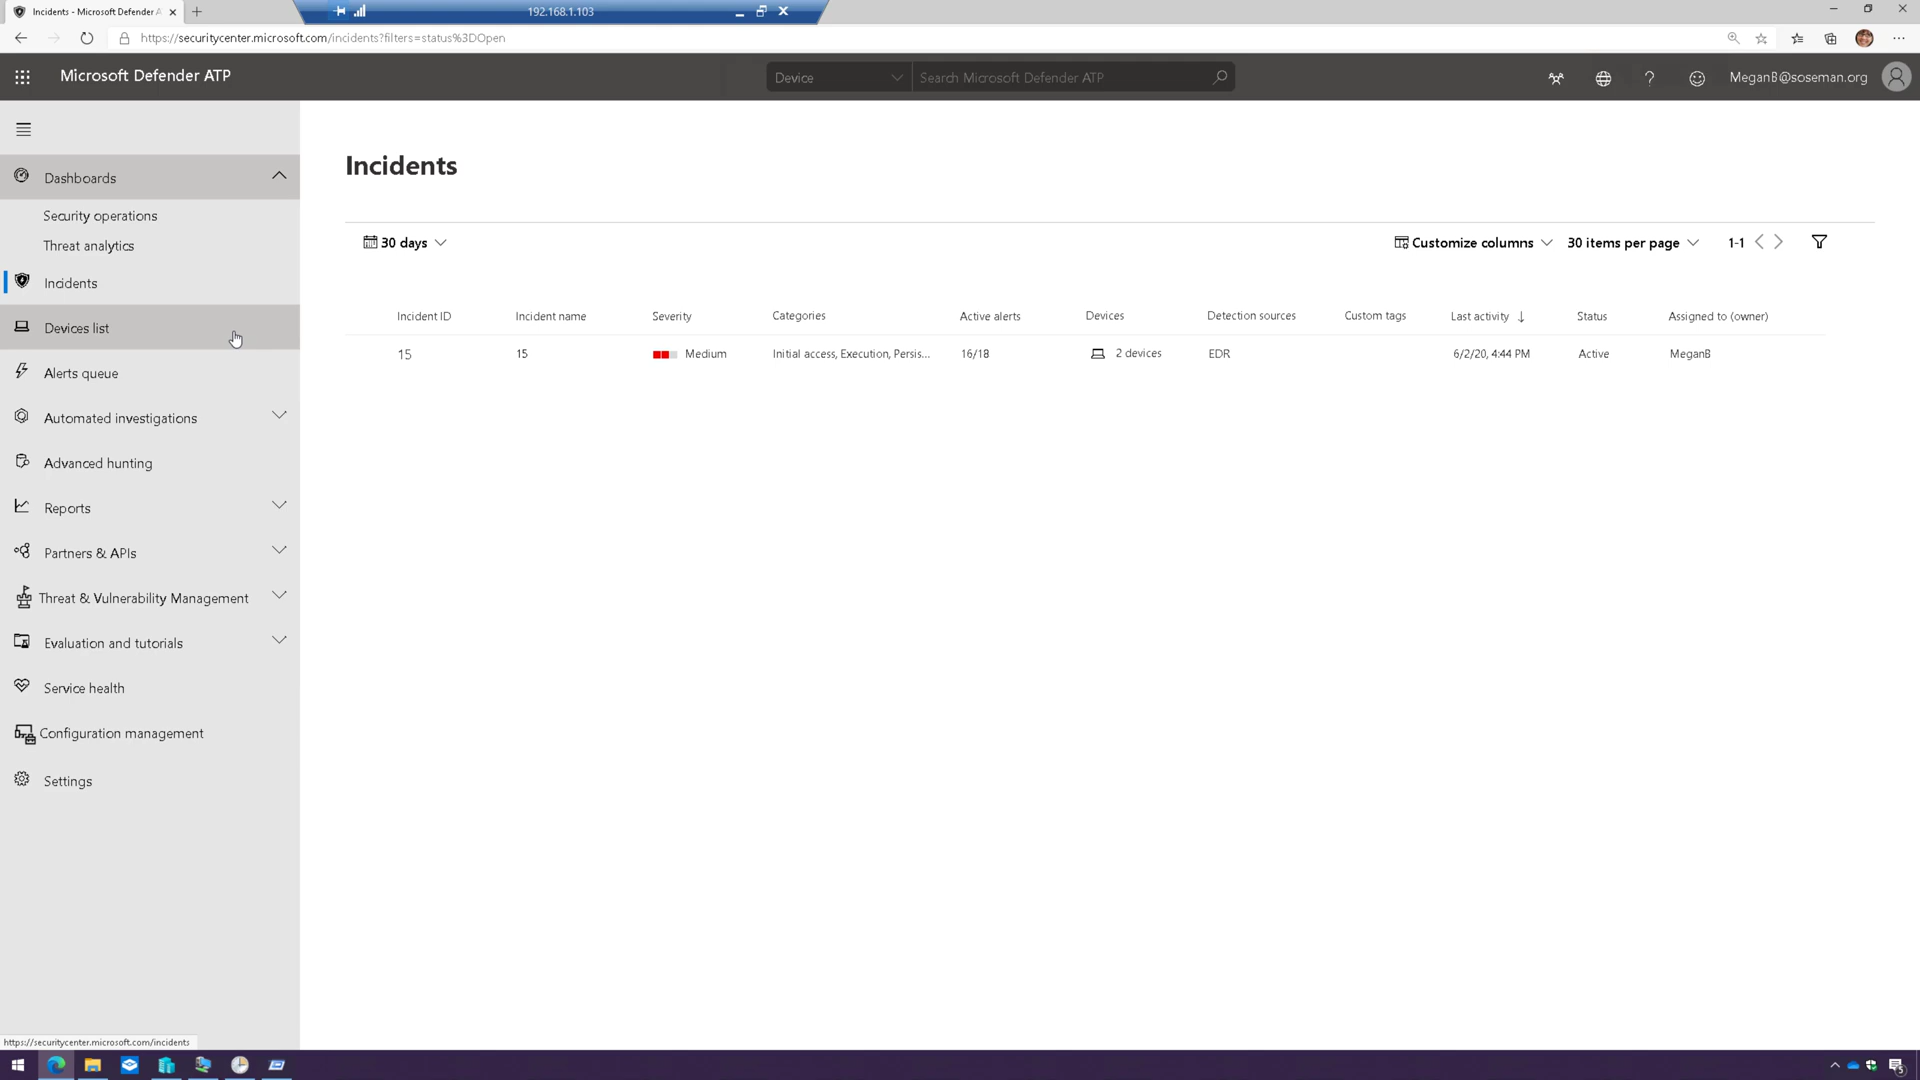 Incidents - Microsoft Defender A
192.168.1.103
https://securitycenter.microsoft.com/incidents?filters=status%3DOpen
Microsoft Defender ATP
Device
Search Microsoft Defender ATP
MeganB@soseman.org
Dashboards
Security operations
Threat analytics
Incidents
Devices list
Alerts queue
Automated investigations
Advanced hunting
Reports
Partners & APIs
Threat & Vulnerability Management
Evaluation and tutorials
Service health
Configuration management
Settings
Incidents
30 days
Customize columns
30 items per page
1-1
Incident ID Incident name Severity Categories Active alerts Devices Detection sources Custom tags Last activity ↓ Status Assigned to (owner)
15 15 Medium Initial access, Execution, Persis... 16/18 2 devices EDR 6/2/20, 4:44 PM Active MeganB
https://securitycenter.microsoft.com/incidents
5